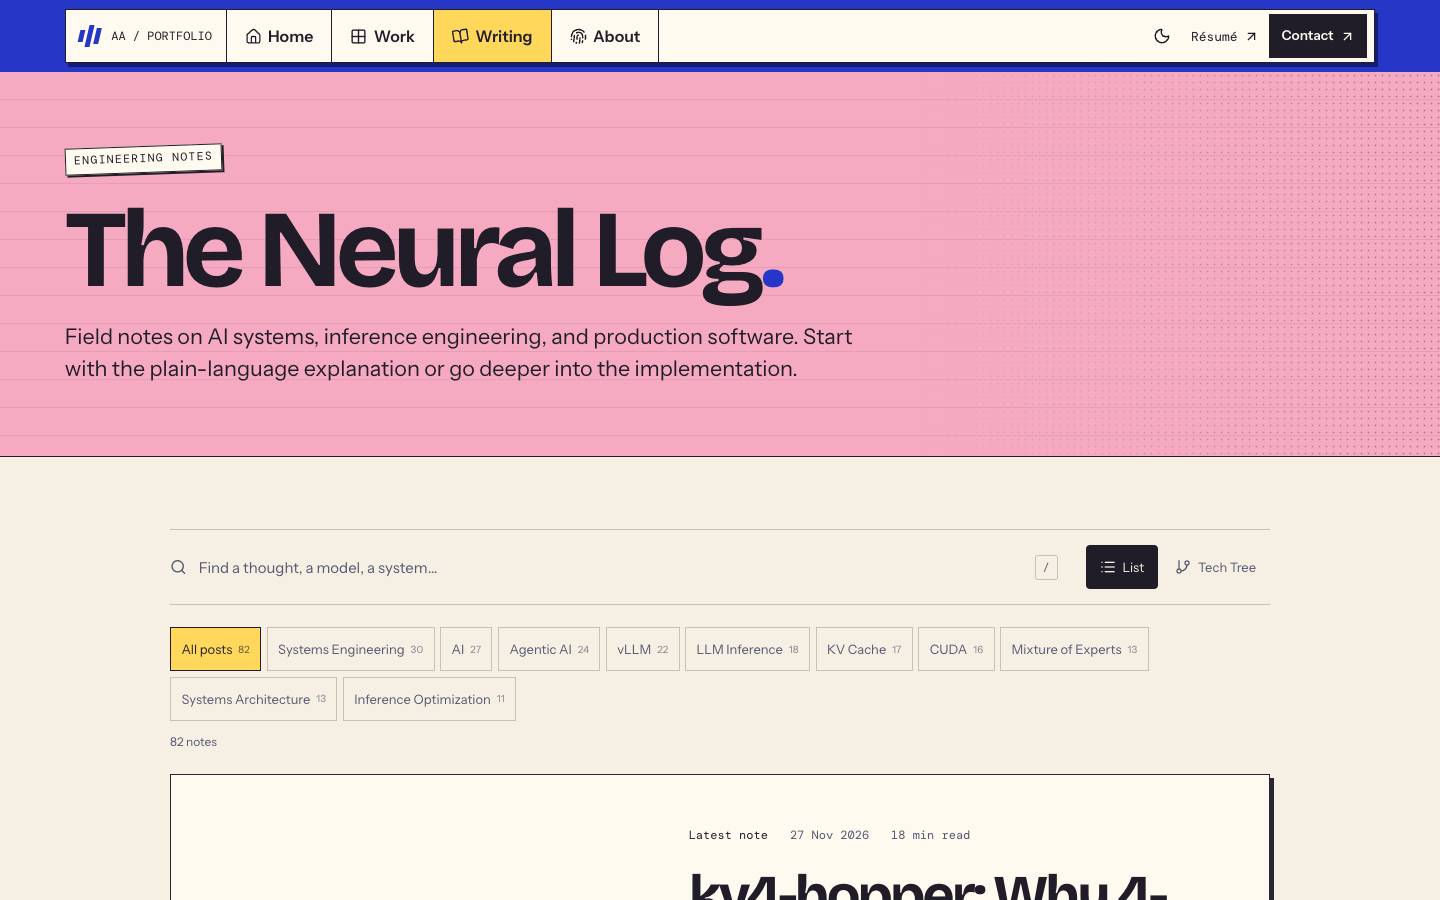 AA / PORTFOLIO
Home
Work
Writing
About
Résumé
Contact
ENGINEERING NOTES
The Neural Log.
Field notes on AI systems, inference engineering, and production software. Start
with the plain-language explanation or go deeper into the implementation.
Find a thought, a model, a system...
/
List
Tech Tree
All posts 82
Systems Engineering 30
AI 27
Agentic AI 24
vLLM 22
LLM Inference 18
KV Cache 17
CUDA 16
Mixture of Experts 13
Systems Architecture 13
Inference Optimization 11
82 notes
Latest note 27 Nov 2026 18 min read
kv4-hopper: Why 4-